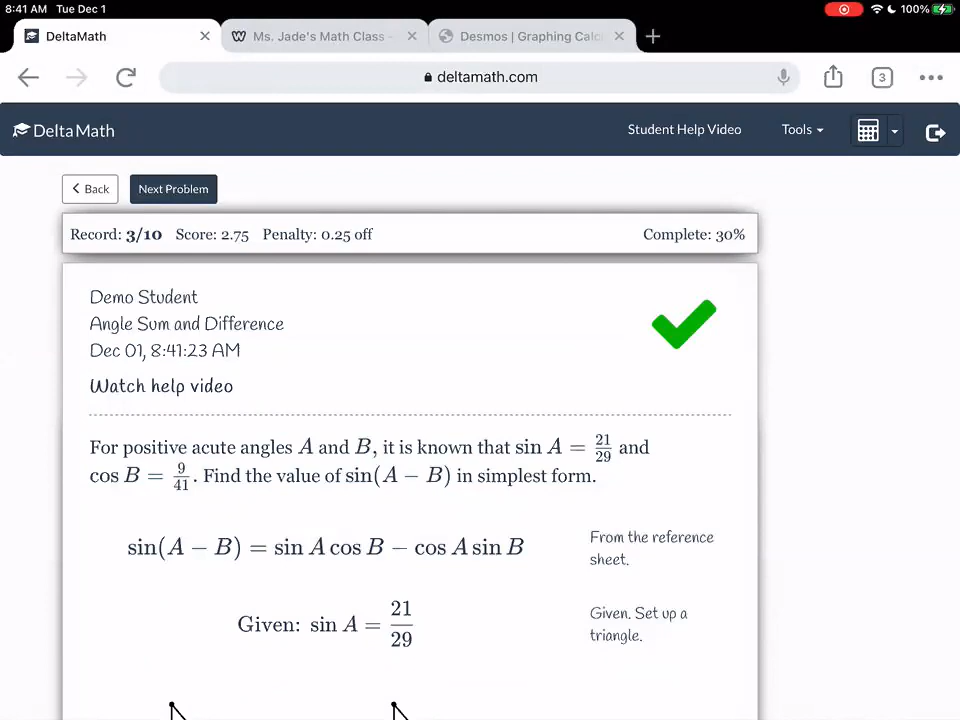 8:41 AM Tue Dec 1 100%
DeltaMath Ms. Jade's Math Class - Desmos | Graphing Calc
deltamath.com 3
DeltaMath Student Help Video Tools
Back Next Problem
Record: 3/10 Score: 2.75 Penalty: 0.25 off Complete: 30%
Demo Student
Angle Sum and Difference
Dec 01, 8:41:23 AM
Watch help video
For positive acute angles A and B, it is known that sin A = 21/29 and
cos B = 9/41. Find the value of sin(A − B) in simplest form.
sin(A − B) = sin A cos B − cos A sin B
From the reference
sheet.
Given: sin A = 21/29
Given. Set up a
triangle.